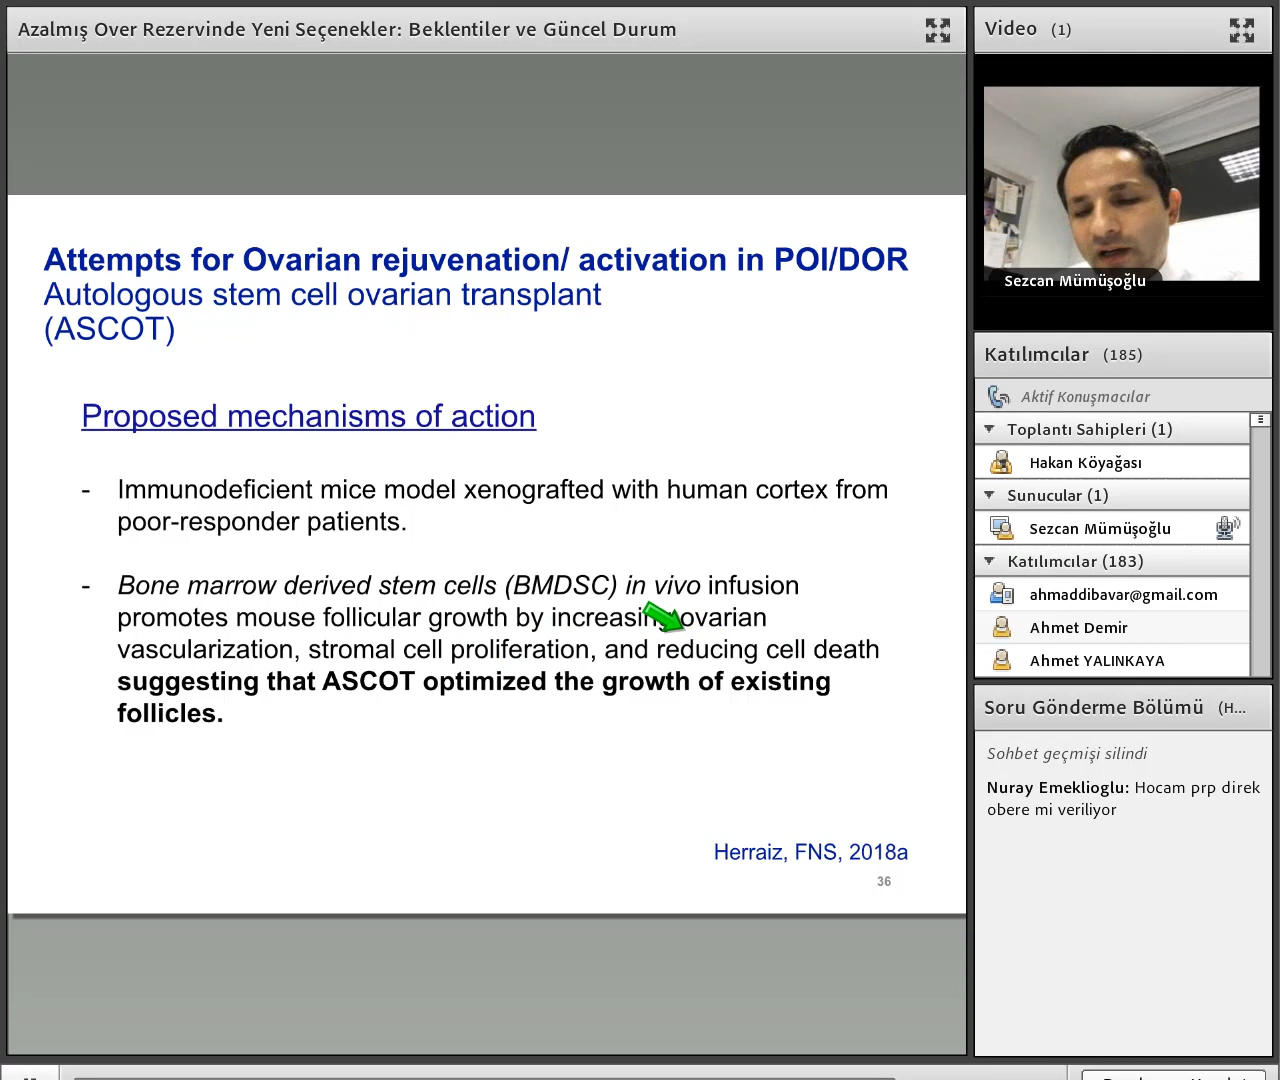 Azalmış Over Rezervinde Yeni Seçenekler: Beklentiler ve Güncel Durum
Attempts for Ovarian rejuvenation/ activation in POI/DOR
Autologous stem cell ovarian transplant
(ASCOT)
Proposed mechanisms of action
- Immunodeficient mice model xenografted with human cortex from
poor-responder patients.
- Bone marrow derived stem cells (BMDSC) in vivo infusion
promotes mouse follicular growth by increasing ovarian
vascularization, stromal cell proliferation, and reducing cell death
suggesting that ASCOT optimized the growth of existing
follicles.
Herraiz, FNS, 2018a
36
Video (1)
Sezcan Mümüşoğlu
Katılımcılar (185)
Aktif Konuşmacılar
Toplantı Sahipleri (1)
Hakan Köyağası
Sunucular (1)
Sezcan Mümüşoğlu
Katılımcılar (183)
ahmaddibavar@gmail.com
Ahmet Demir
Ahmet YALINKAYA
Soru Gönderme Bölümü (H...
Sohbet geçmişi silindi
Nuray Emeklioglu: Hocam prp direk
obere mi veriliyor